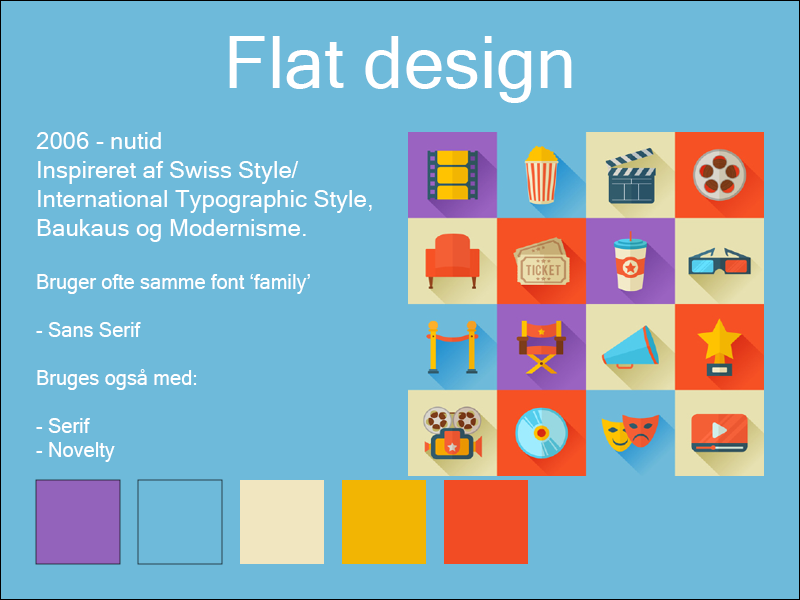 Flat design
2006 - nutid
Inspireret af Swiss Style/
International Typographic Style,
Baukaus og Modernisme.
Bruger ofte samme font ‘family’
- Sans Serif
Bruges også med:
- Serif
- Novelty
TICKET